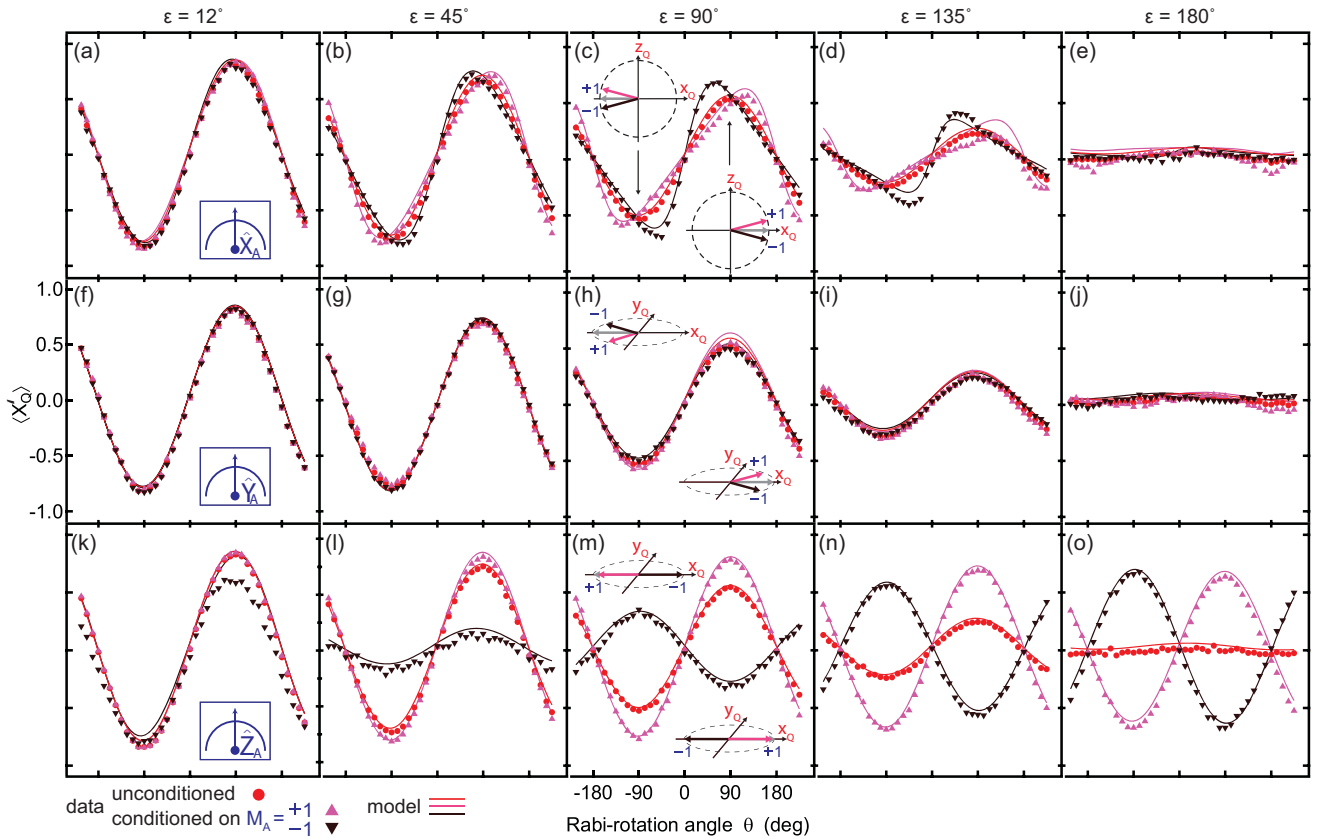 ε = 12° ε = 45° ε = 90° ε = 135° ε = 180°
(a) (b) (c) (d) (e)
z_Q
+1 x_Q
−1
z_Q
+1
x_Q
−1
X̂_A
(f) (g) (h) (i) (j)
1.0
0.5
0.0
-0.5
-1.0
⟨X′_Q⟩
y_Q
−1
x_Q
+1
y_Q
+1
x_Q
−1
Ŷ_A
(k) (l) (m) (n) (o)
y_Q
x_Q
+1 −1
y_Q
x_Q
−1 +1
Ẑ_A
-180 -90 0 90 180
Rabi-rotation angle θ (deg)
data unconditioned
conditioned on M_A = +1
−1
model